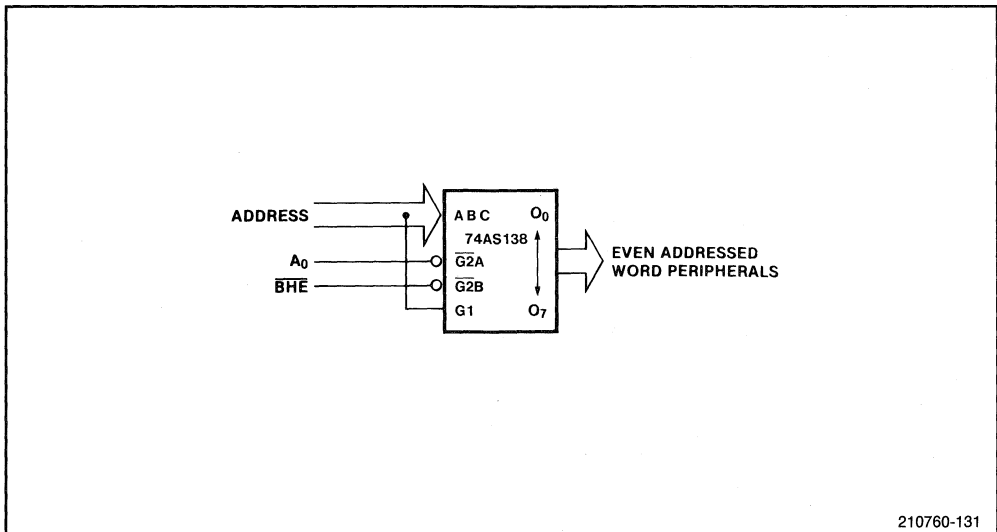 ADDRESS
A0
BHE
A B C O0
74AS138
G2A
G2B
G1 O7
EVEN ADDRESSED
WORD PERIPHERALS
210760-131